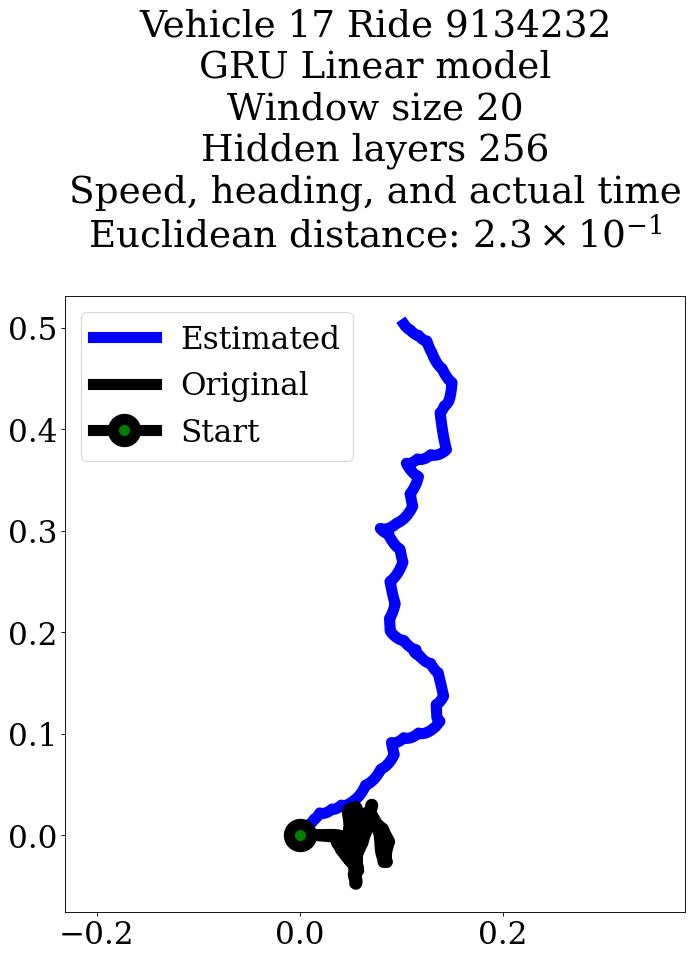 Vehicle 17 Ride 9134232
GRU Linear model
Window size 20
Hidden layers 256
Speed, heading, and actual time
Euclidean distance: 2.3 × 10⁻¹
Estimated
Original
Start
0.5
0.4
0.3
0.2
0.1
0.0
−0.2 0.0 0.2